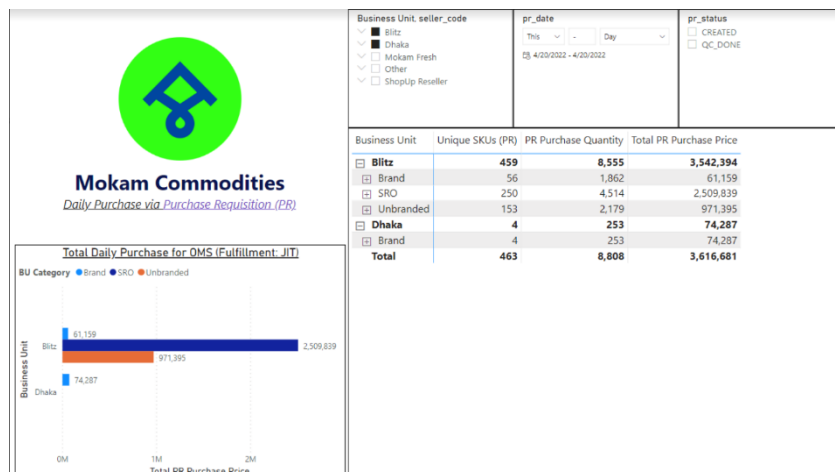 Mokam Commodities
Daily Purchase via Purchase Requisition (PR)
Business Unit, seller_code
Blitz
Dhaka
Mokam Fresh
Other
ShopUp Reseller
pr_date
This - Day
4/20/2022 - 4/20/2022
pr_status
CREATED
QC_DONE
Business Unit Unique SKUs (PR) PR Purchase Quantity Total PR Purchase Price
Blitz 459 8,555 3,542,394
Brand 56 1,862 61,159
SRO 250 4,514 2,509,839
Unbranded 153 2,179 971,395
Dhaka 4 253 74,287
Brand 4 253 74,287
Total 463 8,808 3,616,681
Total Daily Purchase for OMS (Fulfillment: JIT)
BU Category Brand SRO Unbranded
Business Unit
Blitz
61,159
2,509,839
971,395
Dhaka
74,287
0M 1M 2M
Total PR Purchase Price